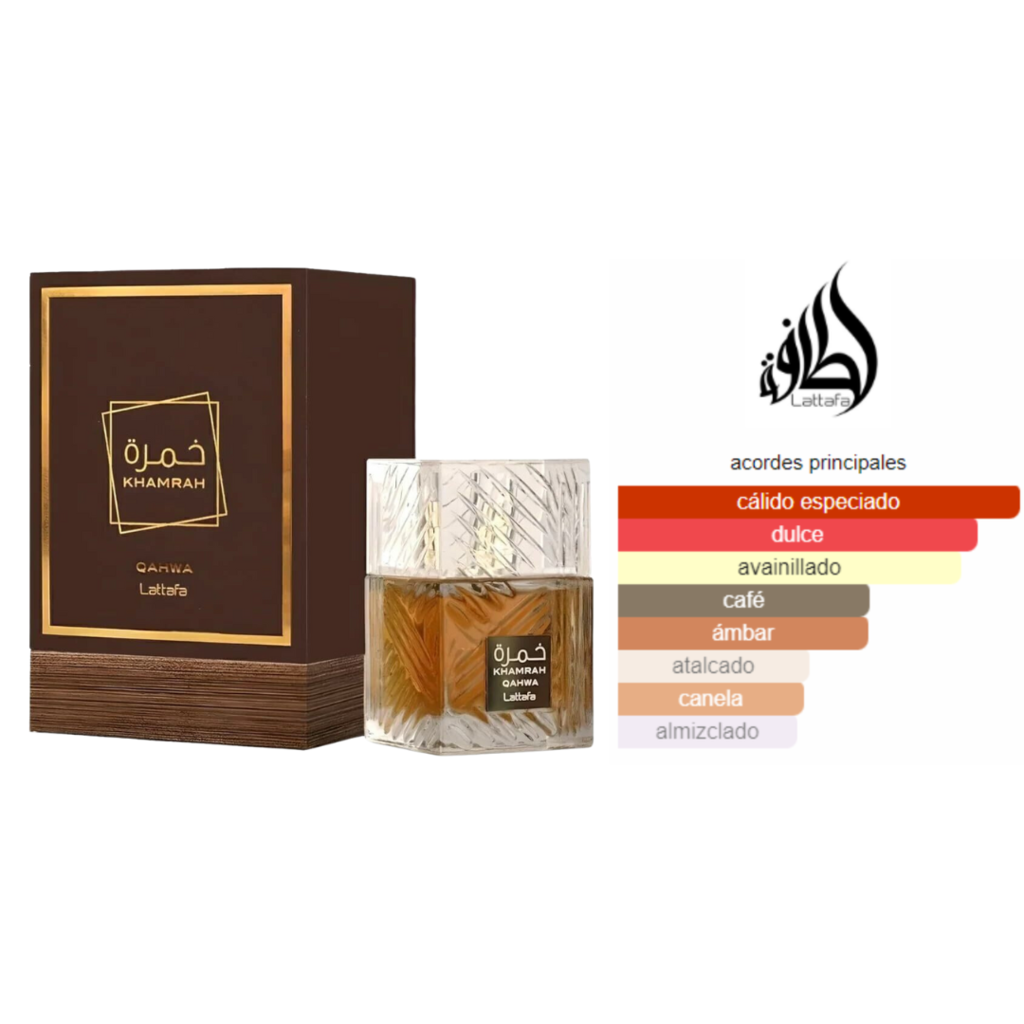 خمرة
KHAMRAH
QAHWA
Lattafa
خمرة
KHAMRAH
QAHWA
Lattafa
لطافة
Lattafa
acordes principales
cálido especiado
dulce
avainillado
café
ámbar
atalcado
canela
almizclado